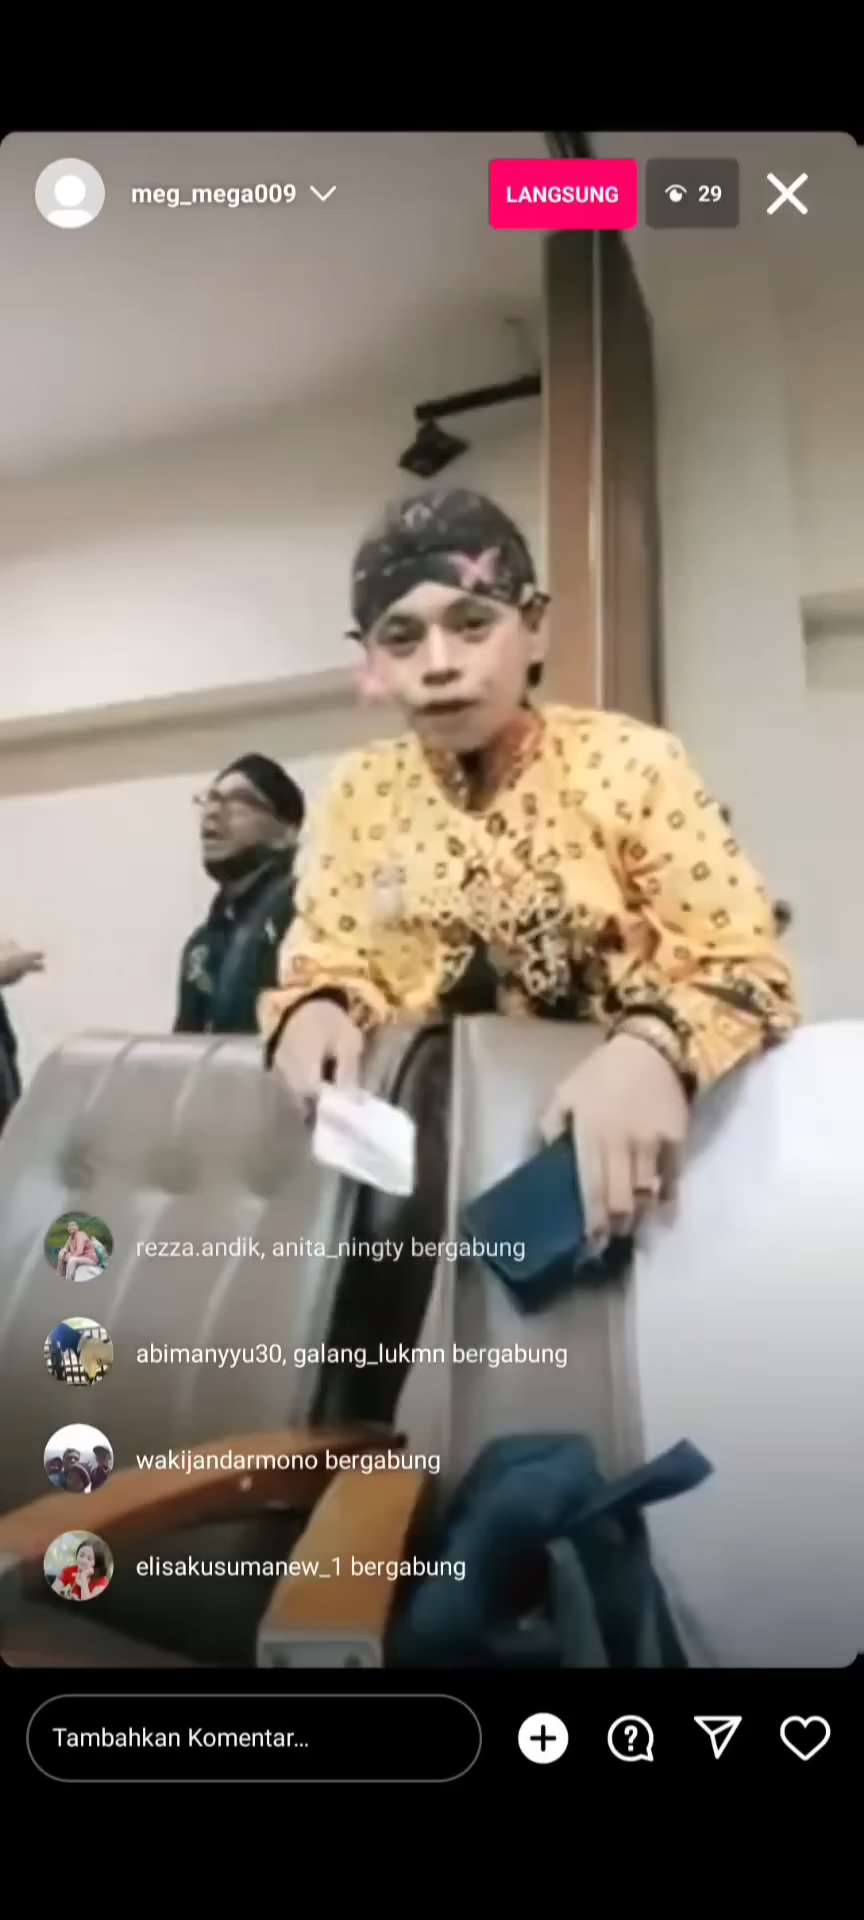 meg_mega009
LANGSUNG
29
rezza.andik, anita_ningty bergabung
abimanyyu30, galang_lukmn bergabung
wakijandarmono bergabung
elisakusumanew_1 bergabung
Tambahkan Komentar...